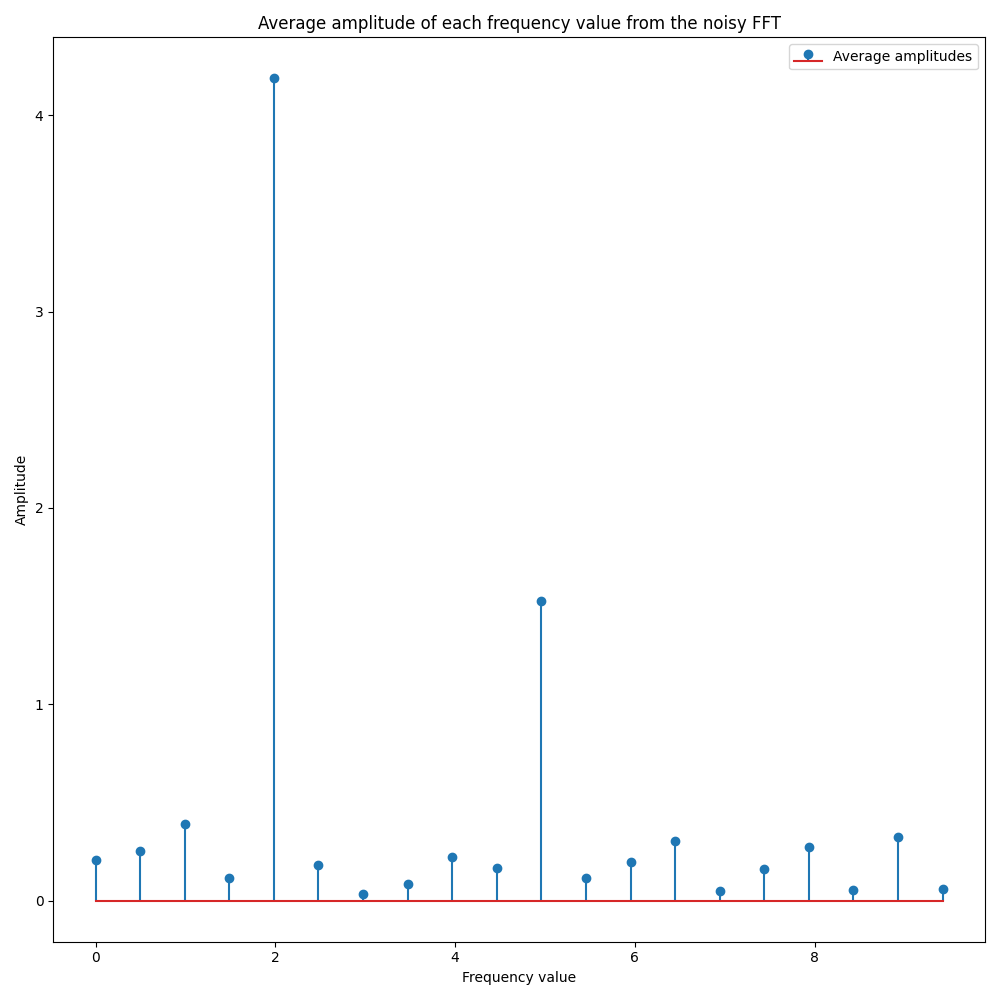 Average amplitude of each frequency value from the noisy FFT
Average amplitudes
4
3
2
1
0
Amplitude
0 2 4 6 8
Frequency value